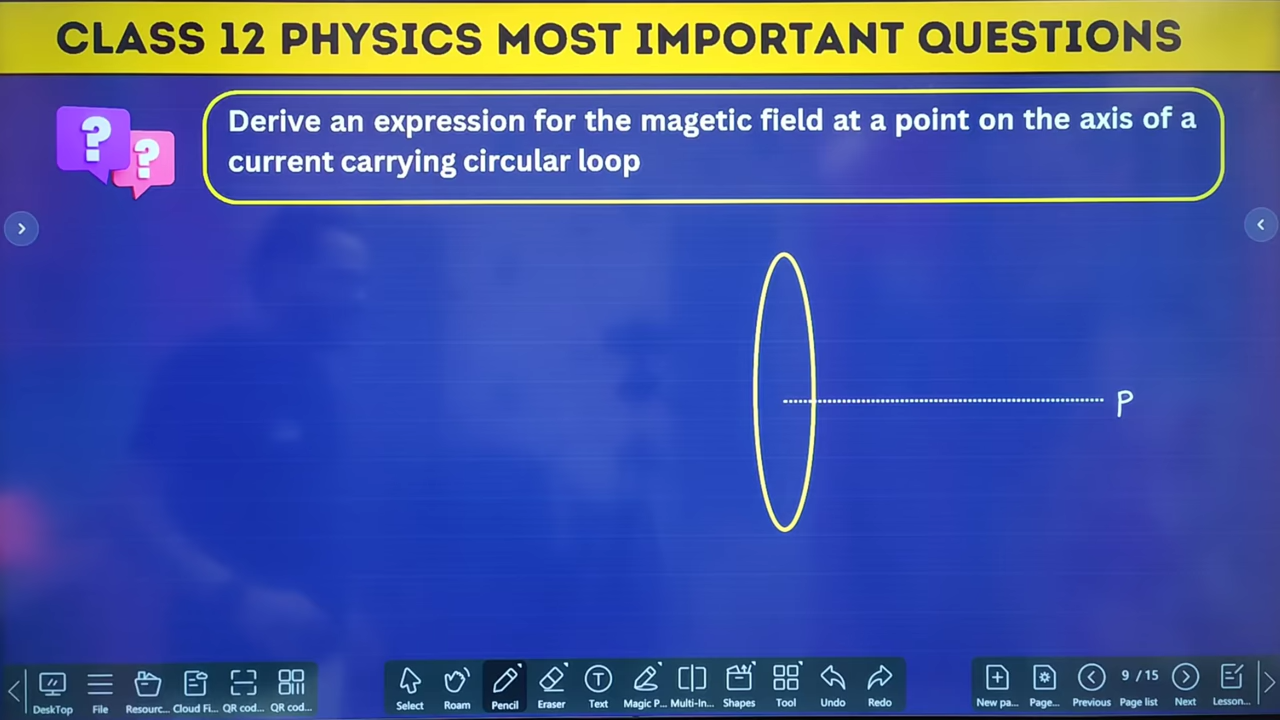 CLASS 12 PHYSICS MOST IMPORTANT QUESTIONS
? ?
Derive an expression for the magetic field at a point on the axis of a
current carrying circular loop
P
DeskTop File Resourc... Cloud Fi... QR cod... QR cod...
Select Roam Pencil Eraser Text Magic P... Multi-In... Shapes Tool Undo Redo
New pa... Page... Previous 9 / 15 Page list Next Lesson...